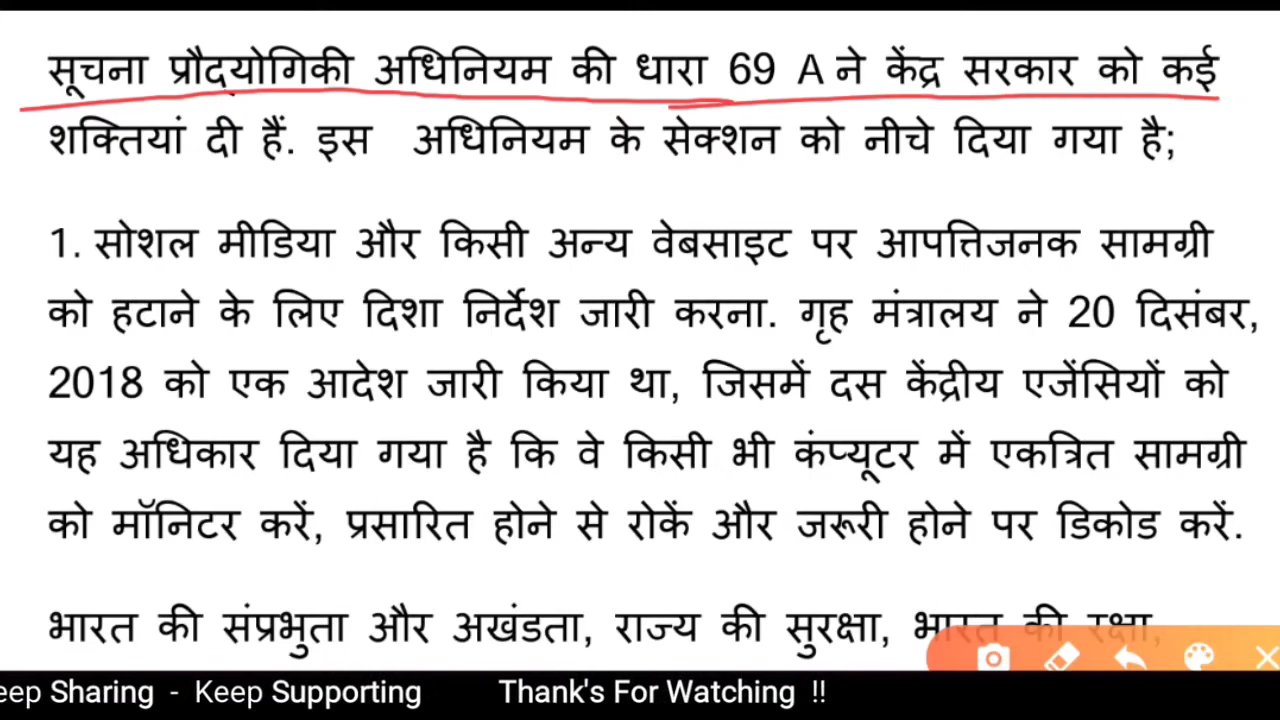 सूचना प्रौद्योगिकी अधिनियम की धारा 69 A ने केंद्र सरकार को कई
शक्तियां दी हैं. इस अधिनियम के सेक्शन को नीचे दिया गया है;
1. सोशल मीडिया और किसी अन्य वेबसाइट पर आपत्तिजनक सामग्री
को हटाने के लिए दिशा निर्देश जारी करना. गृह मंत्रालय ने 20 दिसंबर,
2018 को एक आदेश जारी किया था, जिसमें दस केंद्रीय एजेंसियों को
यह अधिकार दिया गया है कि वे किसी भी कंप्यूटर में एकत्रित सामग्री
को मॉनिटर करें, प्रसारित होने से रोकें और जरूरी होने पर डिकोड करें.
भारत की संप्रभुता और अखंडता, राज्य की सुरक्षा, भारत की रक्षा,
eep Sharing - Keep Supporting Thank's For Watching !!